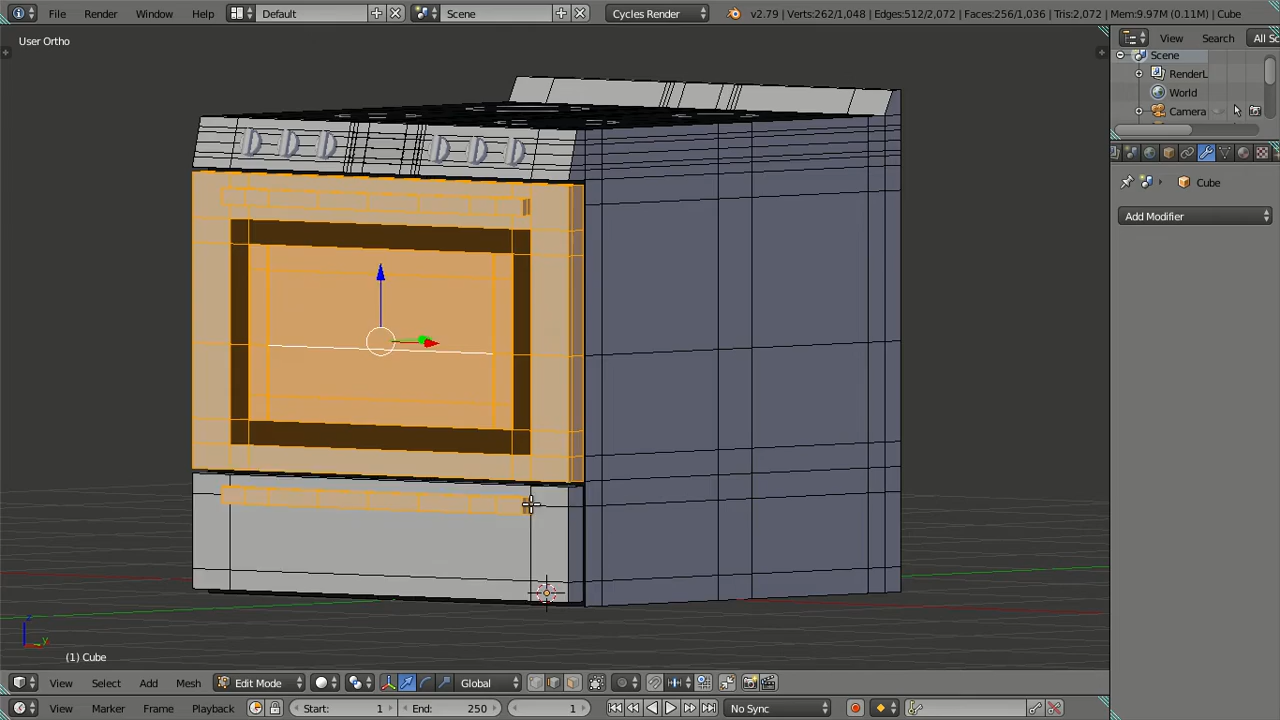 File Render Window Help Default Scene Cycles Render v2.79 | Verts:262/1,048 | Edges:512/2,072 | Faces:256/1,036 | Tris:2,072 | Mem:9.97M (0.11M) | Cube
User Ortho
View Search All Sc
Scene
RenderL
World
Camera
Cube
Add Modifier
z
y
(1) Cube
View Select Add Mesh Edit Mode Global
View Marker Frame Playback Start: 1 End: 250 1 No Sync